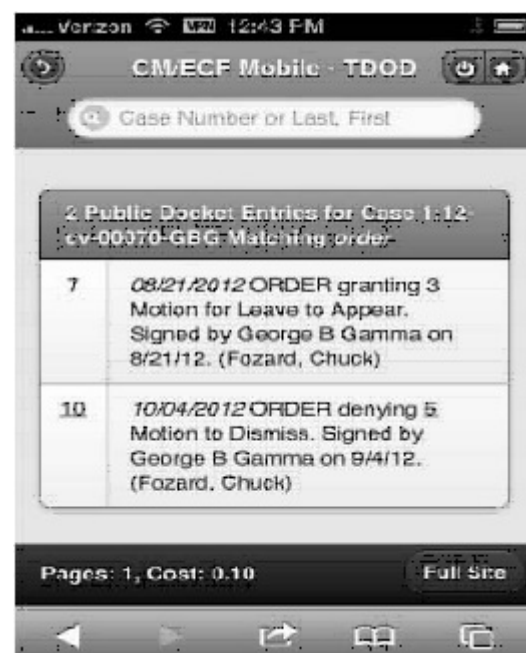 Verizon VPN 12:43 PM
CM/ECF Mobile - TDOD
Case Number or Last, First
2 Public Docket Entries for Case 1:12-
cv-00070-GBG Matching order
7 08/21/2012 ORDER granting 3
Motion for Leave to Appear.
Signed by George B Gamma on
8/21/12. (Fozard, Chuck)
10 10/04/2012 ORDER denying 5
Motion to Dismiss. Signed by
George B Gamma on 9/4/12.
(Fozard, Chuck)
Pages: 1, Cost: 0.10 Full Site